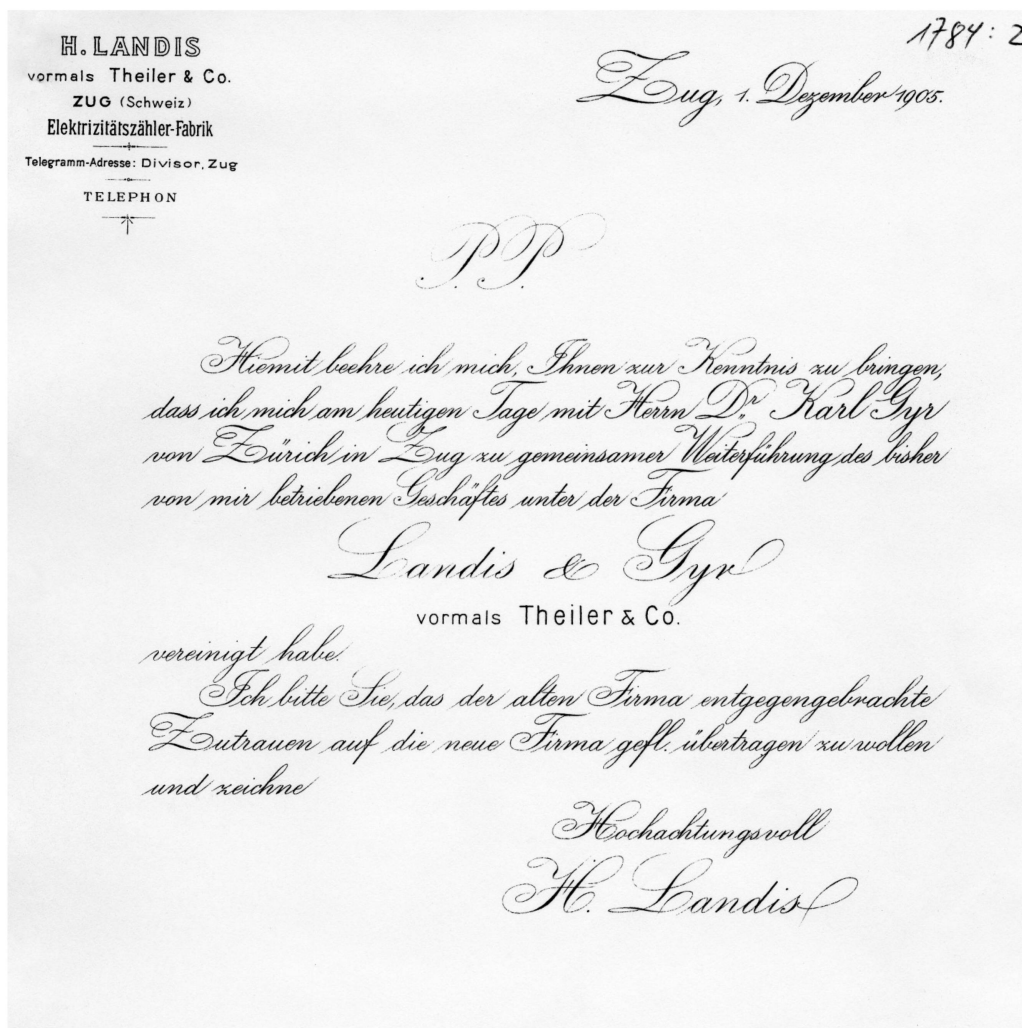 H. LANDIS
vormals Theiler & Co.
ZUG (Schweiz)
Elektrizitätszähler-Fabrik
Telegramm-Adresse: Divisor, Zug
TELEPHON
1784: 2
Zug, 1. Dezember 1905.
P.P.
Hiemit beehre ich mich, Ihnen zur Kenntnis zu bringen,
dass ich mich am heutigen Tage mit Herrn Dr. Karl Gyr
von Zürich in Zug zu gemeinsamer Weiterführung des bisher
von mir betriebenen Geschäftes unter der Firma
Landis & Gyr
vormals Theiler & Co.
vereinigt habe.
Ich bitte Sie, das der alten Firma entgegengebrachte
Zutrauen auf die neue Firma gefl. übertragen zu wollen
und zeichne
Hochachtungsvoll
H. Landis